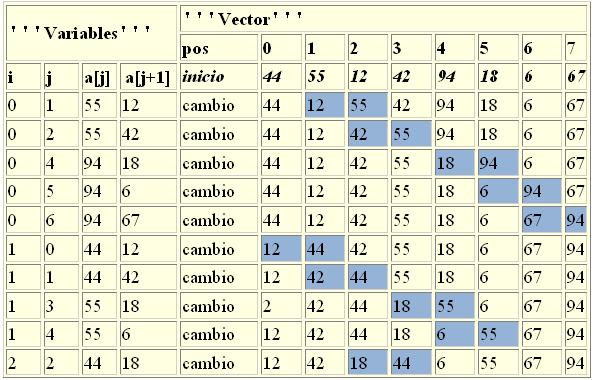 ' ' 'Variables' ' ' ' ' 'Vector' ' '
pos 0 1 2 3 4 5 6 7
i j a[j] a[j+1] inicio 44 55 12 42 94 18 6 67
0 1 55 12 cambio 44 12 55 42 94 18 6 67
0 2 55 42 cambio 44 12 42 55 94 18 6 67
0 4 94 18 cambio 44 12 42 55 18 94 6 67
0 5 94 6 cambio 44 12 42 55 18 6 94 67
0 6 94 67 cambio 44 12 42 55 18 6 67 94
1 0 44 12 cambio 12 44 42 55 18 6 67 94
1 1 44 42 cambio 12 42 44 55 18 6 67 94
1 3 55 18 cambio 2 42 44 18 55 6 67 94
1 4 55 6 cambio 12 42 44 18 6 55 67 94
2 2 44 18 cambio 12 42 18 44 6 55 67 94